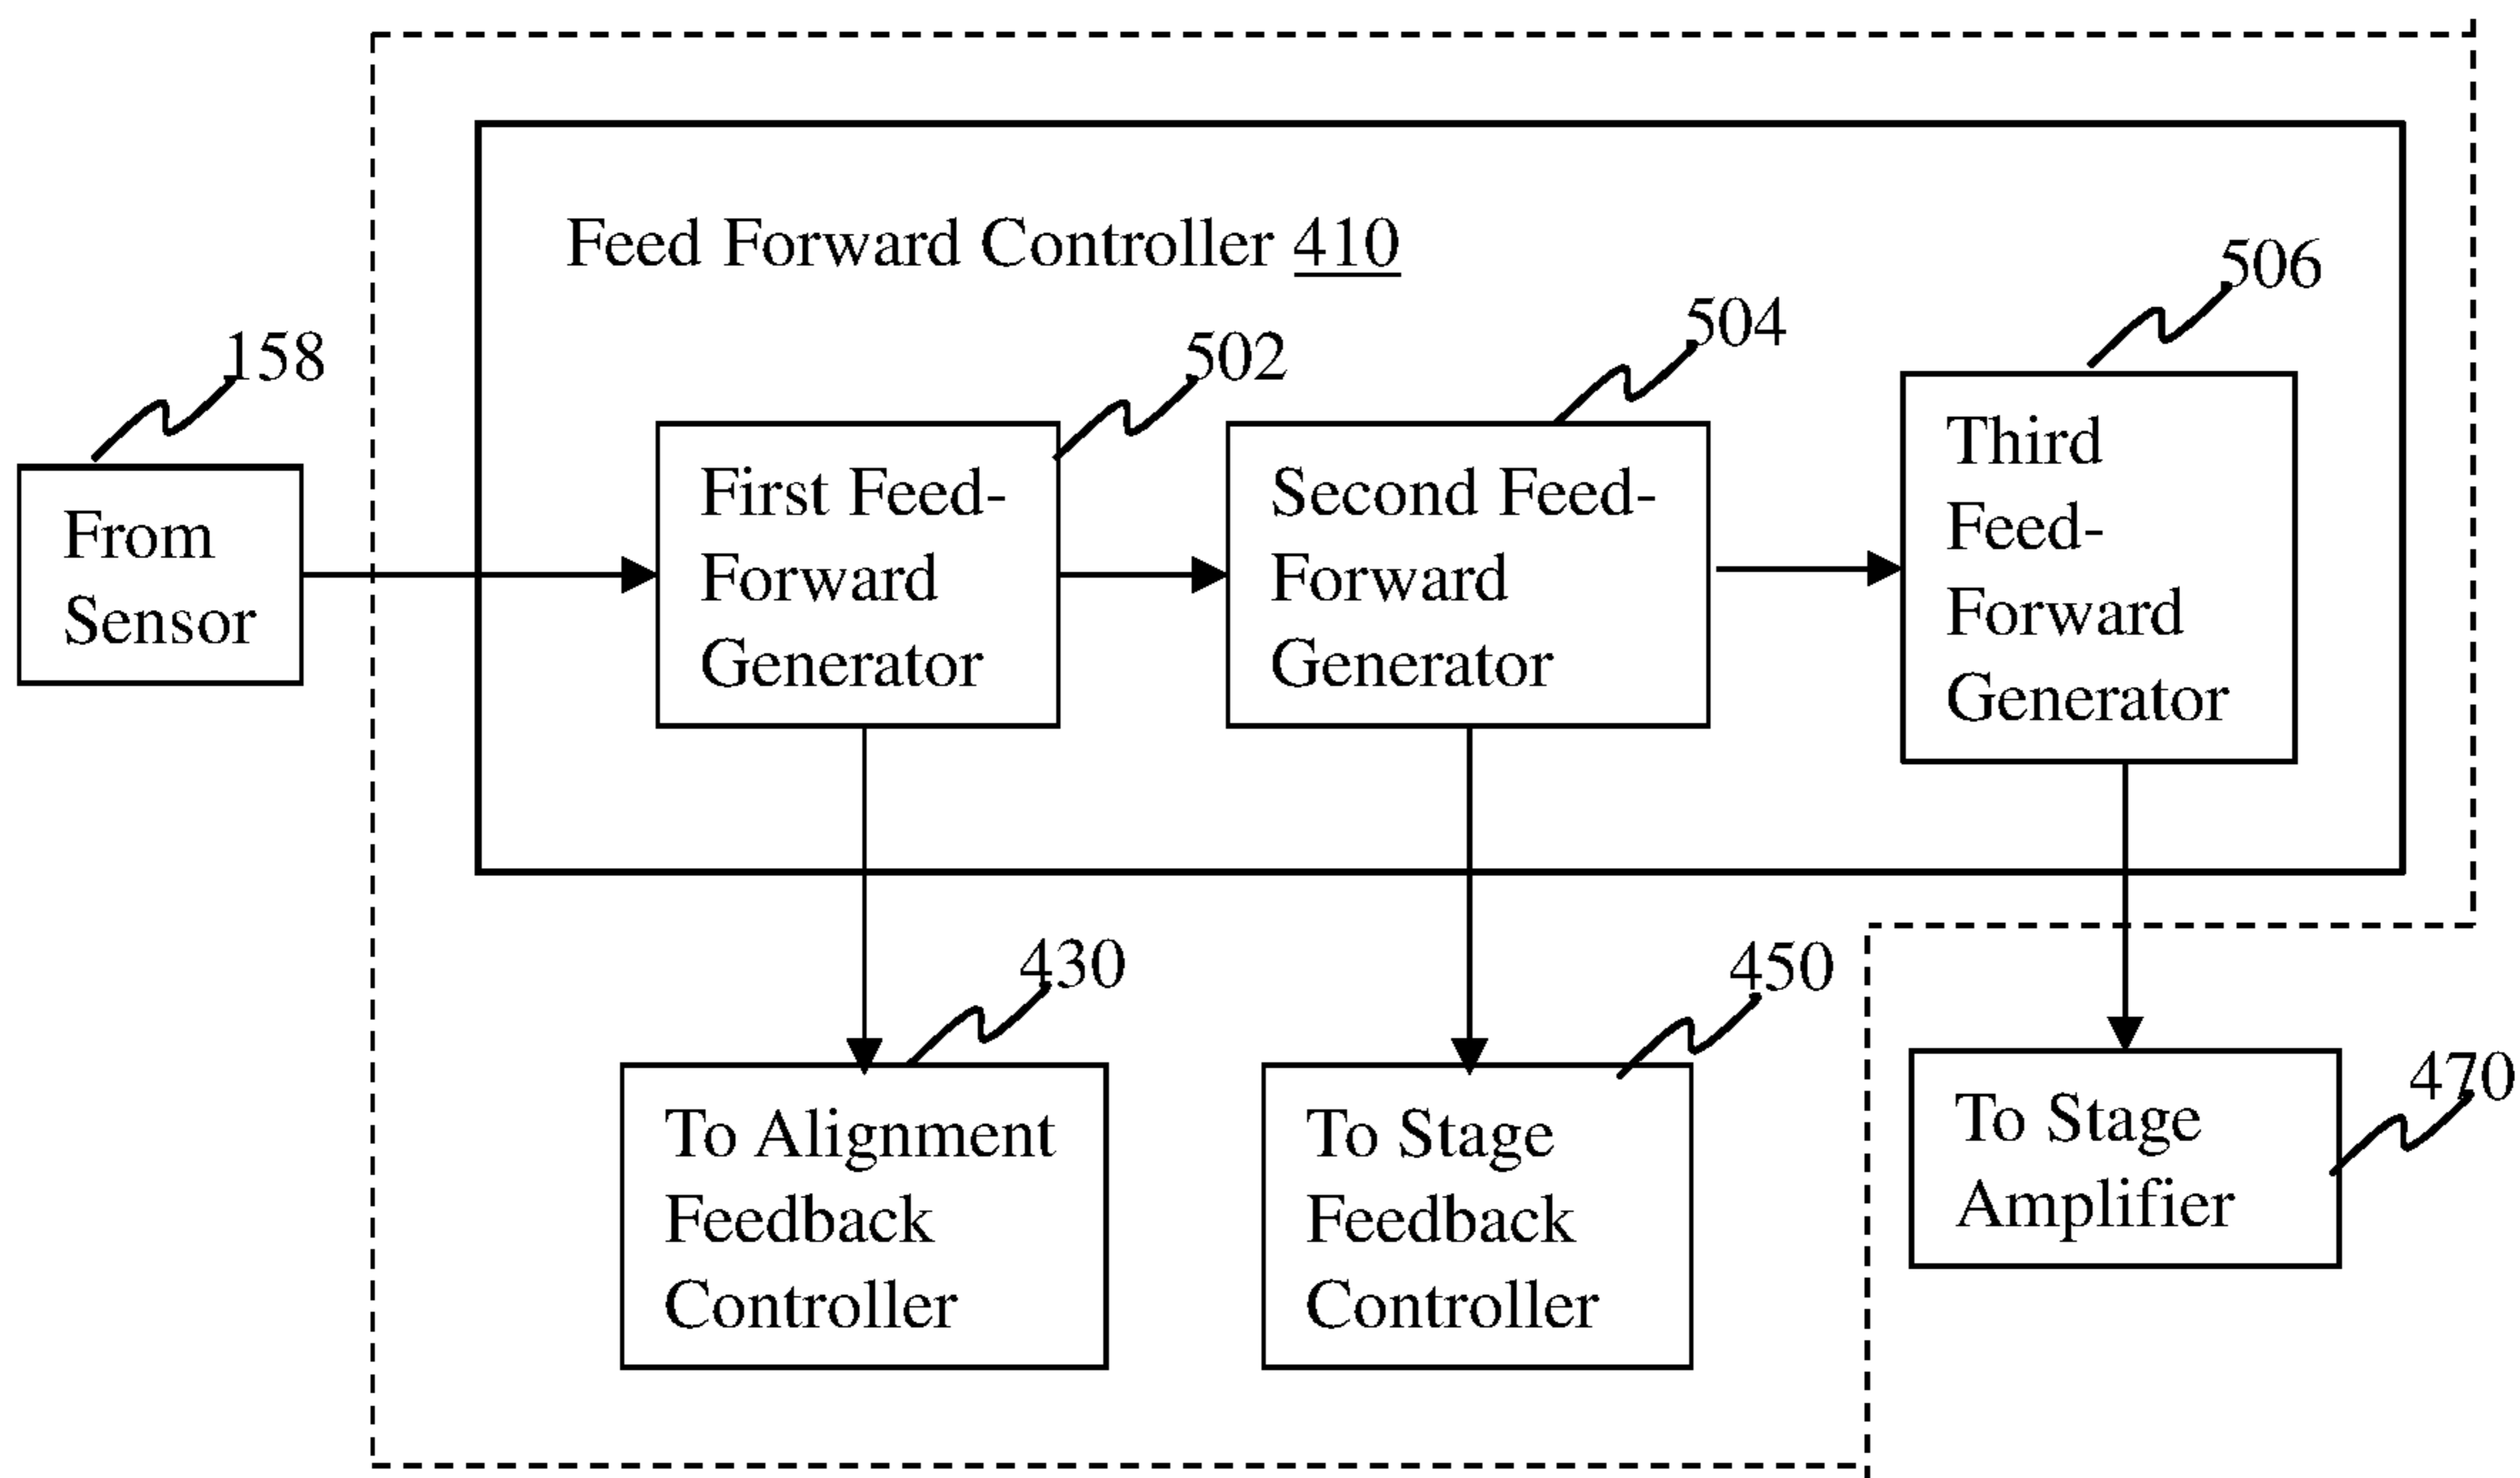 Feed Forward Controller 410
506
504
158
502
From
Sensor
First Feed-
Forward
Generator
Second Feed-
Forward
Generator
Third
Feed-
Forward
Generator
430
450
470
To Alignment
Feedback
Controller
To Stage
Feedback
Controller
To Stage
Amplifier